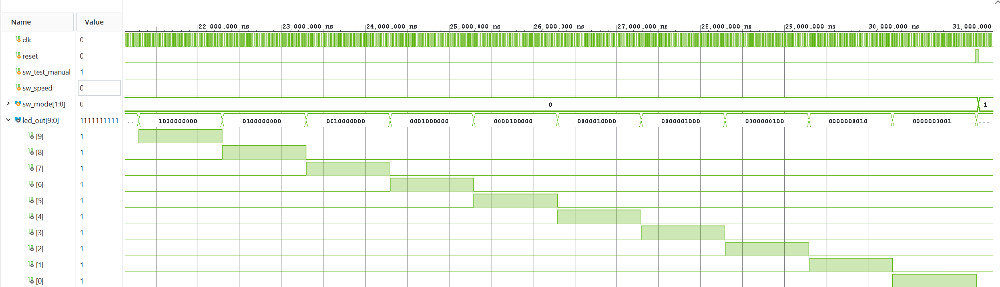 Name Value
22,000.000 ns 23,000.000 ns 24,000.000 ns 25,000.000 ns 26,000.000 ns 27,000.000 ns 28,000.000 ns 29,000.000 ns 30,000.000 ns 31,000.000
clk 0
reset 0
sw_test_manual 1
sw_speed 0
sw_mode[1:0] 0 0 1
led_out[9:0] 1111111111 .. 1000000000 0100000000 0010000000 0001000000 0000100000 0000010000 0000001000 0000000100 0000000010 0000000001 ...
[9] 1
[8] 1
[7] 1
[6] 1
[5] 1
[4] 1
[3] 1
[2] 1
[1] 1
[0] 1